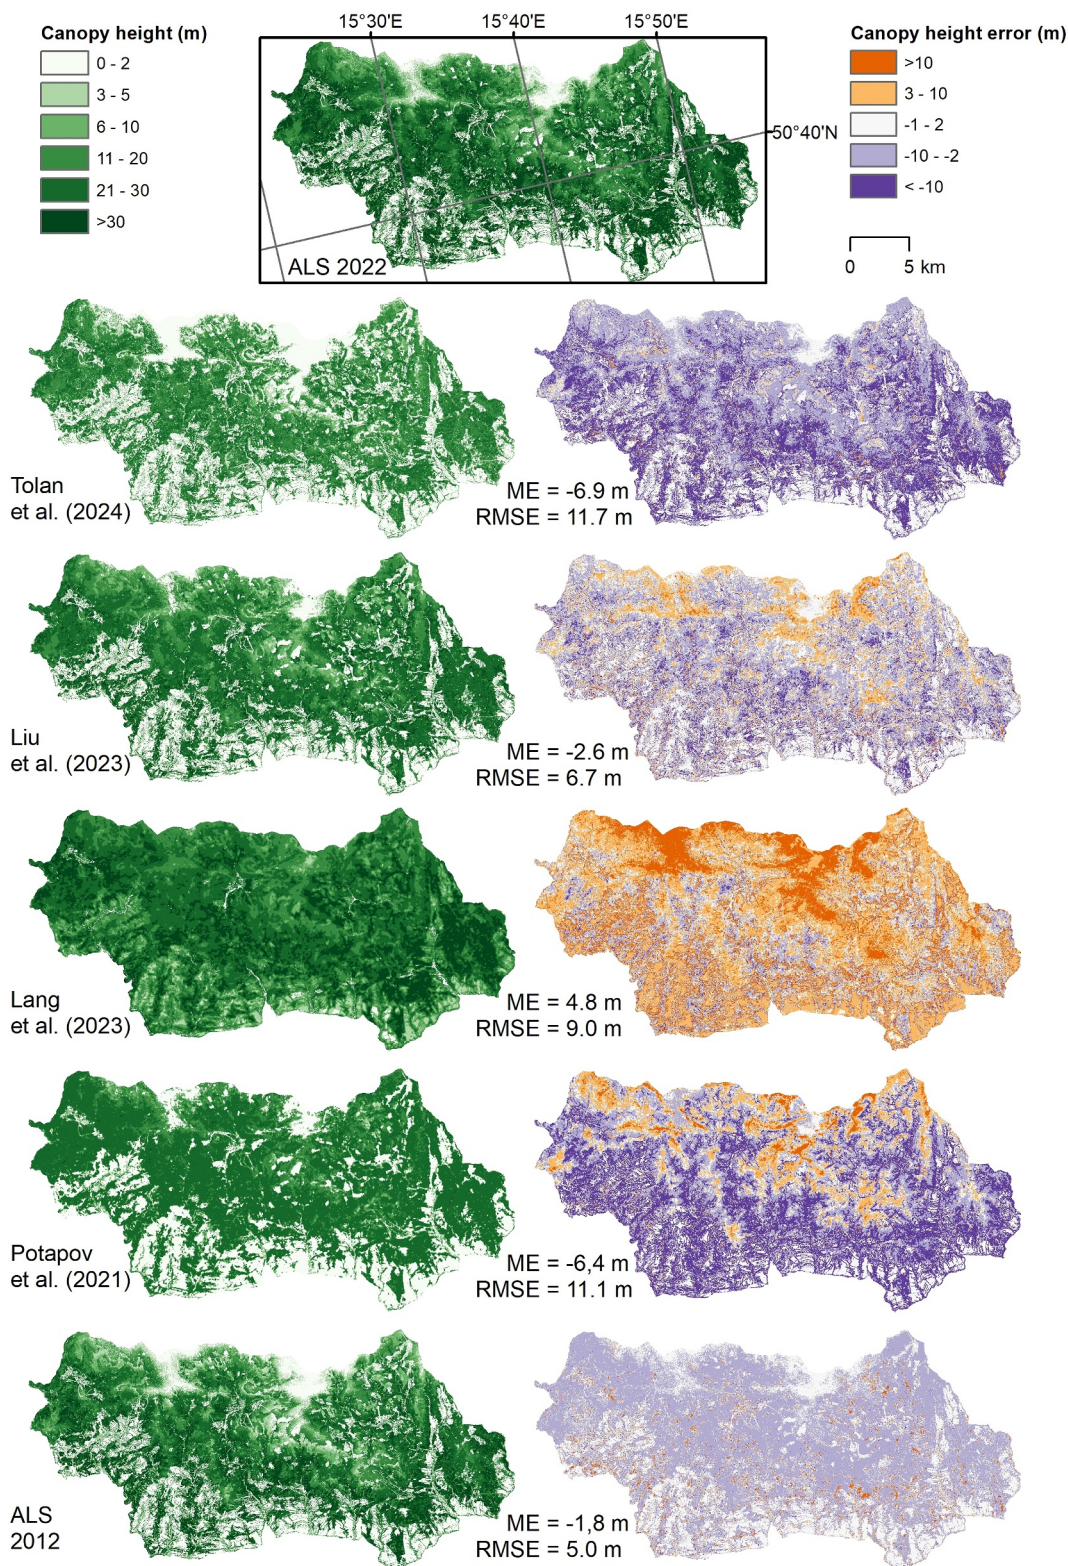 Canopy height (m)
0 - 2
3 - 5
6 - 10
11 - 20
21 - 30
>30
15°30'E
15°40'E
15°50'E
50°40'N
ALS 2022
Canopy height error (m)
>10
3 - 10
-1 - 2
-10 - -2
< -10
0
5 km
Tolan
et al. (2024)
ME = -6.9 m
RMSE = 11.7 m
Liu
et al. (2023)
ME = -2.6 m
RMSE = 6.7 m
Lang
et al. (2023)
ME = 4.8 m
RMSE = 9.0 m
Potapov
et al. (2021)
ME = -6,4 m
RMSE = 11.1 m
ALS
2012
ME = -1,8 m
RMSE = 5.0 m